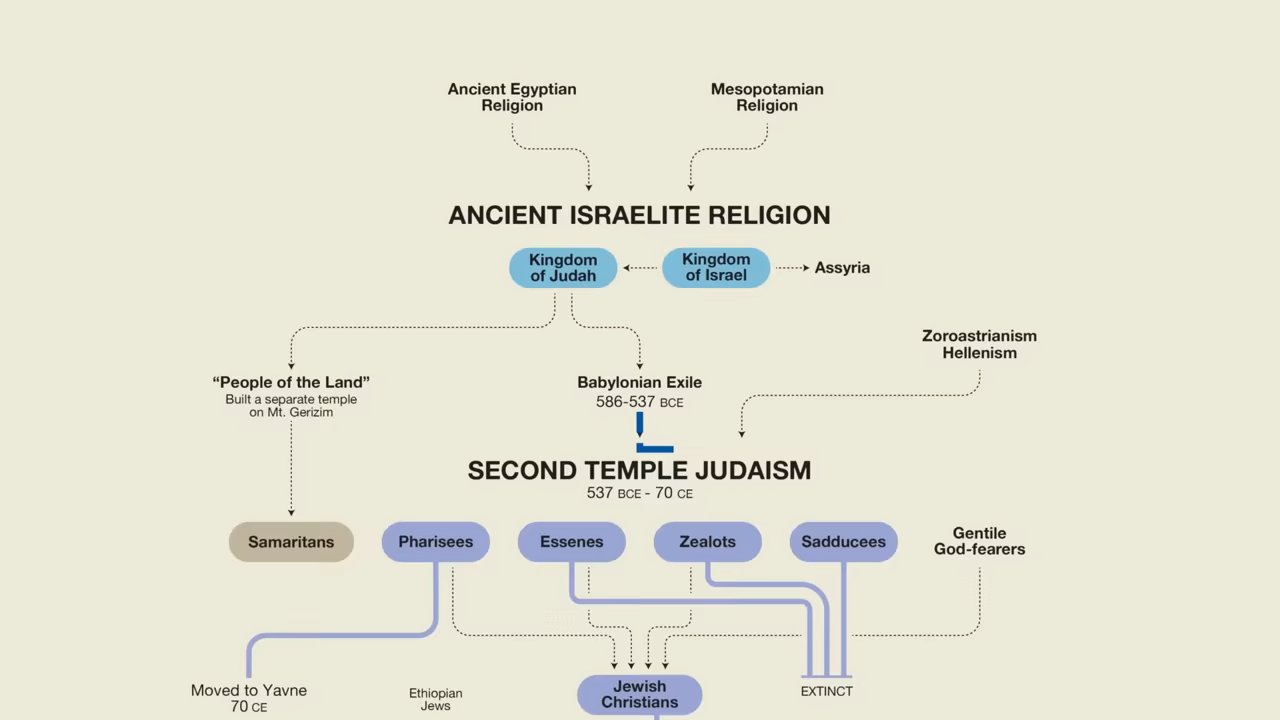 Ancient Egyptian
Religion
Mesopotamian
Religion
ANCIENT ISRAELITE RELIGION
Kingdom
of Judah
Kingdom
of Israel
Assyria
Zoroastrianism
Hellenism
“People of the Land”
Built a separate temple
on Mt. Gerizim
Babylonian Exile
586-537 BCE
SECOND TEMPLE JUDAISM
537 BCE - 70 CE
Samaritans
Pharisees
Essenes
Zealots
Sadducees
Gentile
God-fearers
Moved to Yavne
70 CE
Ethiopian
Jews
Jewish
Christians
EXTINCT